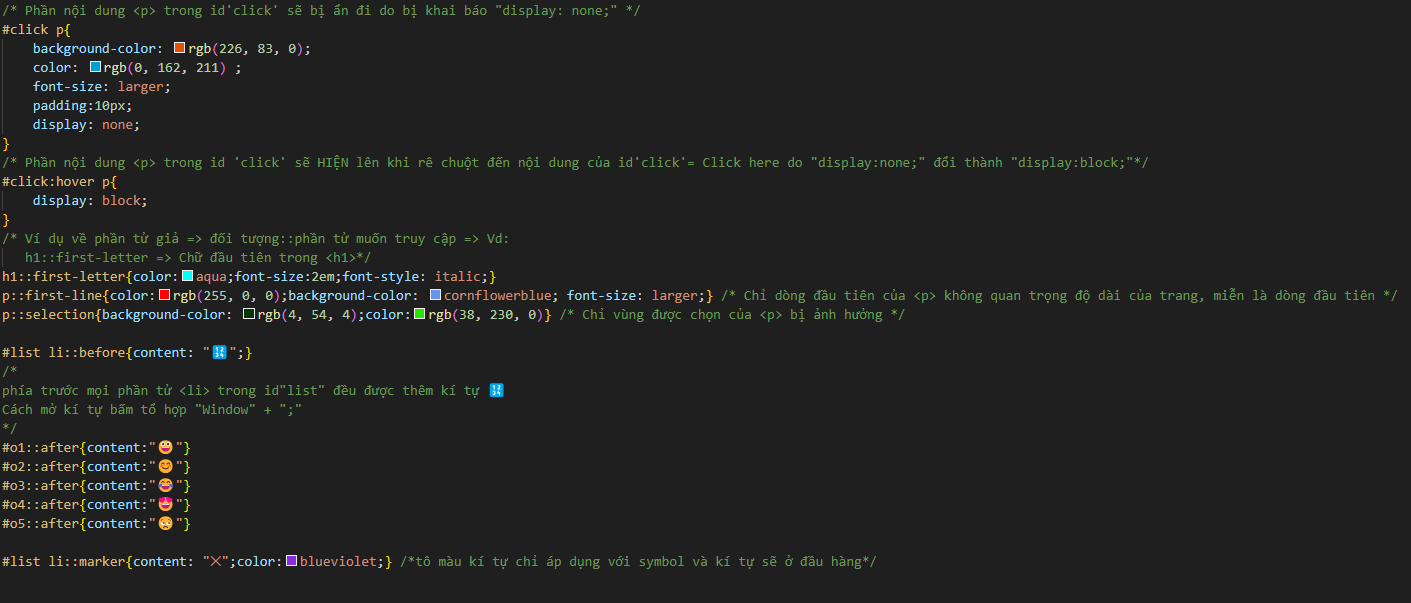 /* Phần nội dung <p> trong id'click' sẽ bị ẩn đi do bị khai báo "display: none;" */
#click p{
    background-color: rgb(226, 83, 0);
    color: rgb(0, 162, 211) ;
    font-size: larger;
    padding:10px;
    display: none;
}
/* Phần nội dung <p> trong id 'click' sẽ HIỆN lên khi rê chuột đến nội dung của id'click'= Click here do "display:none;" đổi thành "display:block;"*/
#click:hover p{
    display: block;
}
/* Ví dụ về phần tử giả => đối tượng::phần tử muốn truy cập => Vd:
   h1::first-letter => Chữ đầu tiên trong <h1>*/
h1::first-letter{color:aqua;font-size:2em;font-style: italic;}
p::first-line{color:rgb(255, 0, 0);background-color: cornflowerblue; font-size: larger;} /* Chỉ dòng đầu tiên của <p> không quan trọng độ dài của trang, miễn là dòng đầu tiên */
p::selection{background-color: rgb(4, 54, 4);color:rgb(38, 230, 0)} /* Chỉ vùng được chọn của <p> bị ảnh hưởng */
#list li::before{content: "🔢";}
/*
phía trước mọi phần tử <li> trong id"list" đều được thêm kí tự 🔢
Cách mở kí tự bấm tổ hợp "Window" + ";"
*/
#o1::after{content:"😀"}
#o2::after{content:"😊"}
#o3::after{content:"😂"}
#o4::after{content:"🤩"}
#o5::after{content:"🥱"}
#list li::marker{content: "❌";color:blueviolet;} /*tô màu kí tự chỉ áp dụng với symbol và kí tự sẽ ở đầu hàng*/